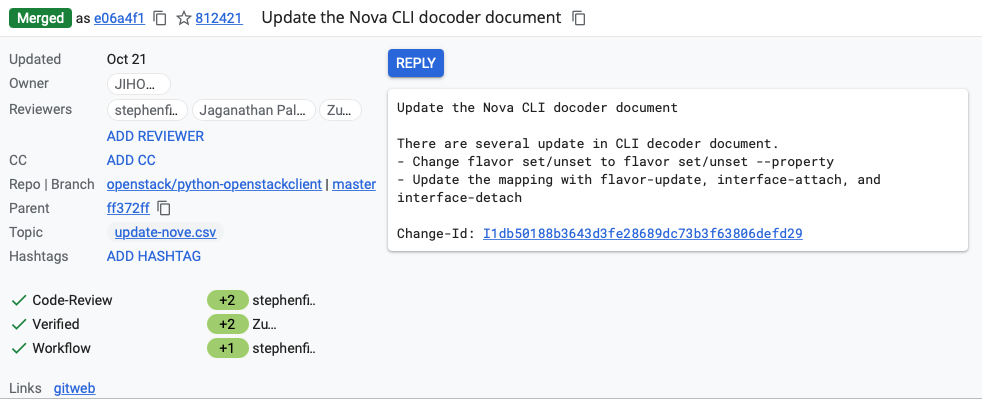 Merged as e06a4f1 812421 Update the Nova CLI docoder document
Updated Oct 21
Owner JIHO...
Reviewers stephenfi.. Jaganathan Pal... Zu...
ADD REVIEWER
CC ADD CC
Repo | Branch openstack/python-openstackclient | master
Parent ff372ff
Topic update-nove.csv
Hashtags ADD HASHTAG
Code-Review +2 stephenfi..
Verified +2 Zu...
Workflow +1 stephenfi..
Links gitweb
REPLY
Update the Nova CLI docoder document
There are several update in CLI decoder document.
- Change flavor set/unset to flavor set/unset --property
- Update the mapping with flavor-update, interface-attach, and
interface-detach
Change-Id: I1db50188b3643d3fe28689dc73b3f63806defd29